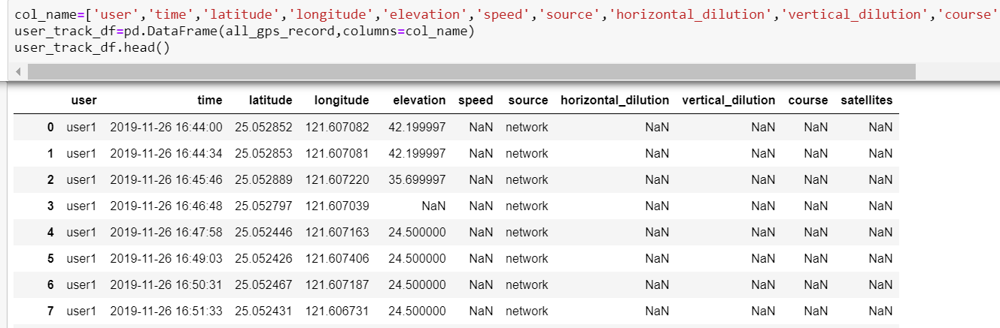 col_name=['user','time','latitude','longitude','elevation','speed','source','horizontal_dilution','vertical_dilution','course'
user_track_df=pd.DataFrame(all_gps_record,columns=col_name)
user_track_df.head()
user time latitude longitude elevation speed source horizontal_dilution vertical_dilution course satellites
0 user1 2019-11-26 16:44:00 25.052852 121.607082 42.199997 NaN network NaN NaN NaN NaN
1 user1 2019-11-26 16:44:34 25.052853 121.607081 42.199997 NaN network NaN NaN NaN NaN
2 user1 2019-11-26 16:45:46 25.052889 121.607220 35.699997 NaN network NaN NaN NaN NaN
3 user1 2019-11-26 16:46:48 25.052797 121.607039 NaN NaN network NaN NaN NaN NaN
4 user1 2019-11-26 16:47:58 25.052446 121.607163 24.500000 NaN network NaN NaN NaN NaN
5 user1 2019-11-26 16:49:03 25.052426 121.607406 24.500000 NaN network NaN NaN NaN NaN
6 user1 2019-11-26 16:50:31 25.052467 121.607187 24.500000 NaN network NaN NaN NaN NaN
7 user1 2019-11-26 16:51:33 25.052431 121.606731 24.500000 NaN network NaN NaN NaN NaN